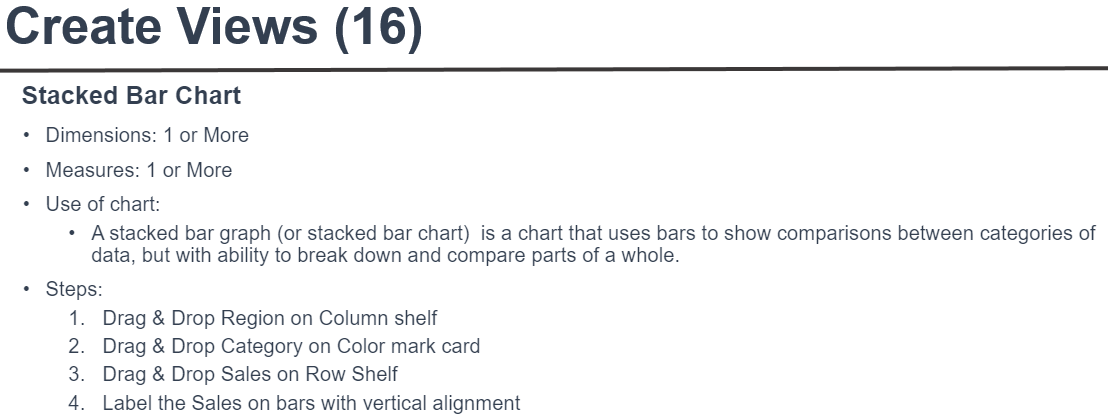 Create Views (16)
Stacked Bar Chart
• Dimensions: 1 or More
• Measures: 1 or More
• Use of chart:
• A stacked bar graph (or stacked bar chart)  is a chart that uses bars to show comparisons between categories of
data, but with ability to break down and compare parts of a whole.
• Steps:
1. Drag & Drop Region on Column shelf
2. Drag & Drop Category on Color mark card
3. Drag & Drop Sales on Row Shelf
4. Label the Sales on bars with vertical alignment